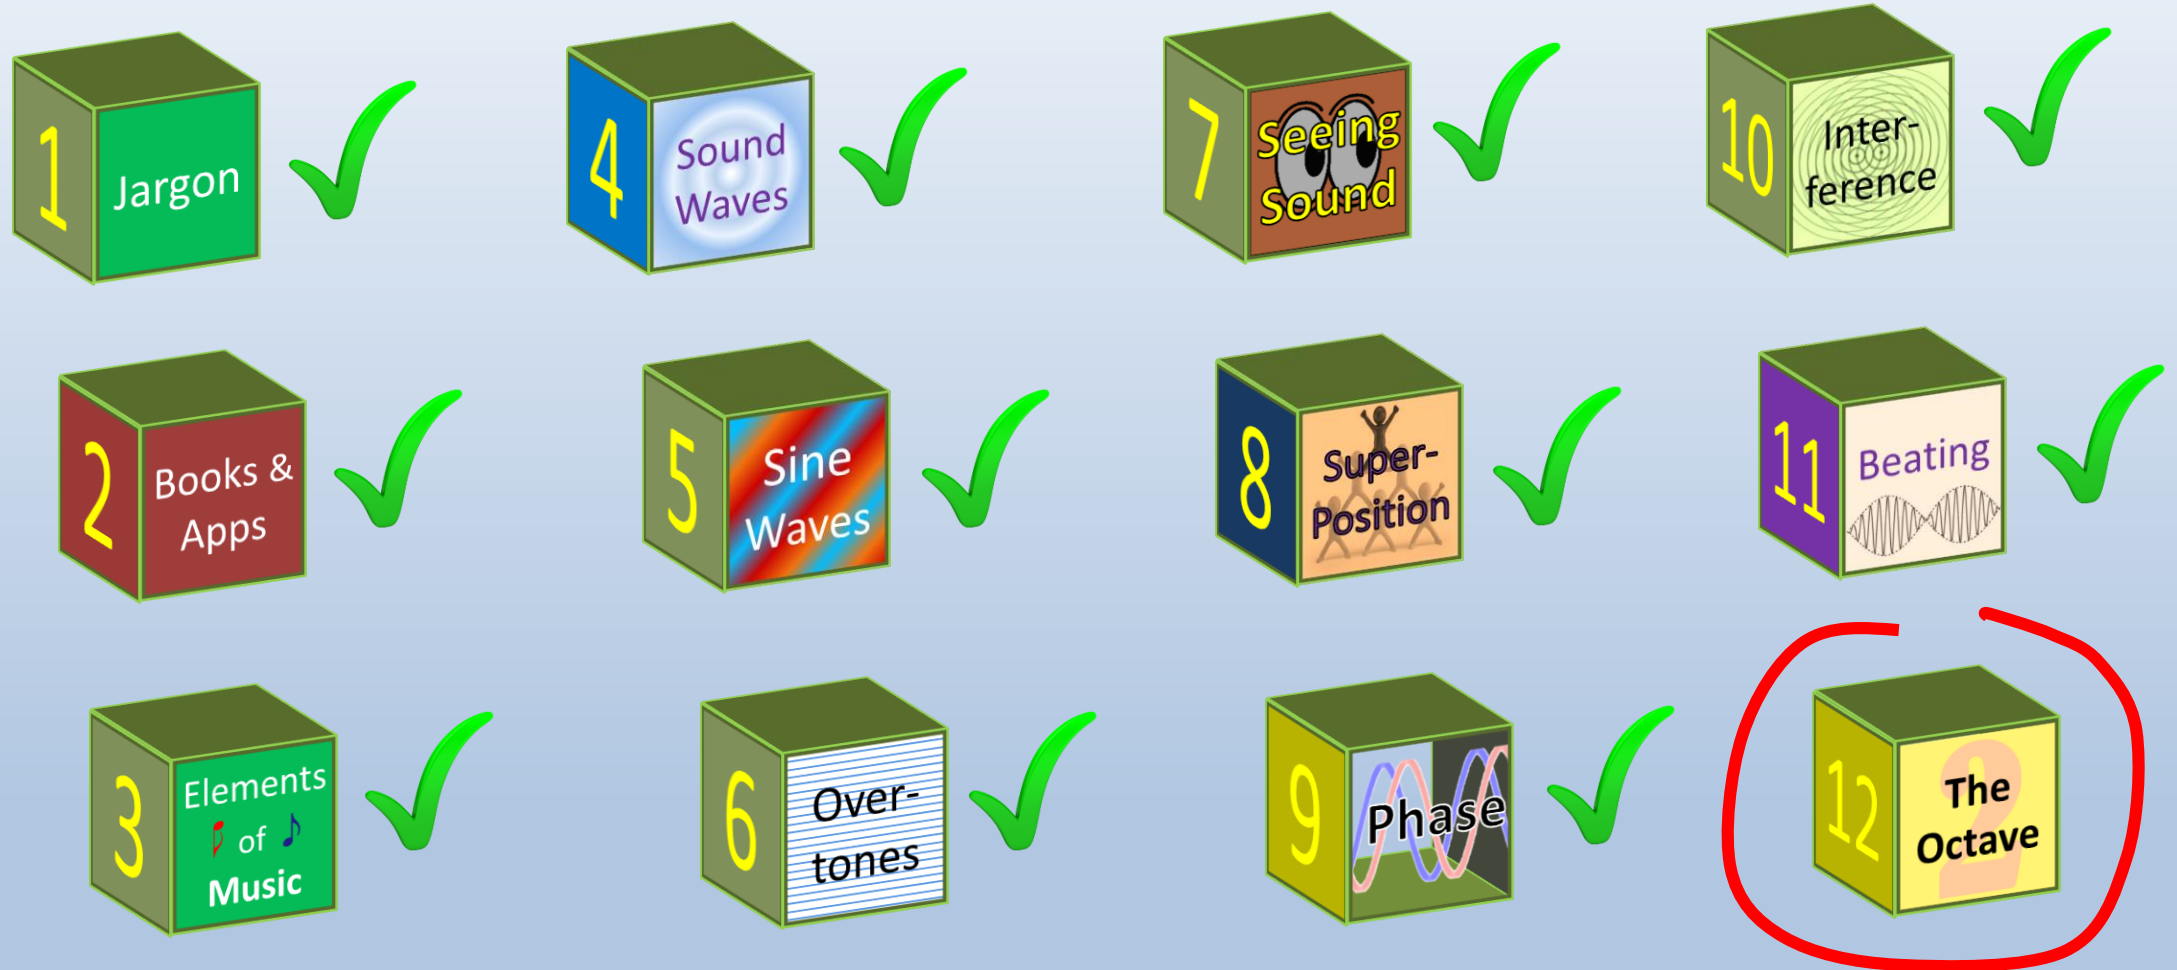 1
Jargon
2
Books &
Apps
3
Elements
of
Music
4
Sound
Waves
5
Sine
Waves
6
Over-
tones
7
Seeing
Sound
8
Super-
Position
9
Phase
10
Inter-
ference
11
Beating
12
2
The
Octave